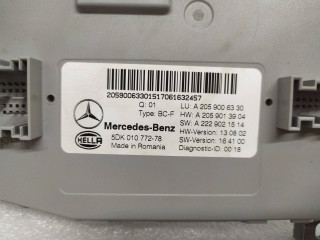 20590063301517061632457
Q: 01 LU: A 205 900 63 30
Type: BC-F HW: A 205 901 39 04
Mercedes-Benz SW: A 222 902 15 14
HELLA 5DK 010 772-78 HW-Version: 13 08 02
Made in Romania SW-Version: 16 41 00
Diagnostic-ID: 00 18